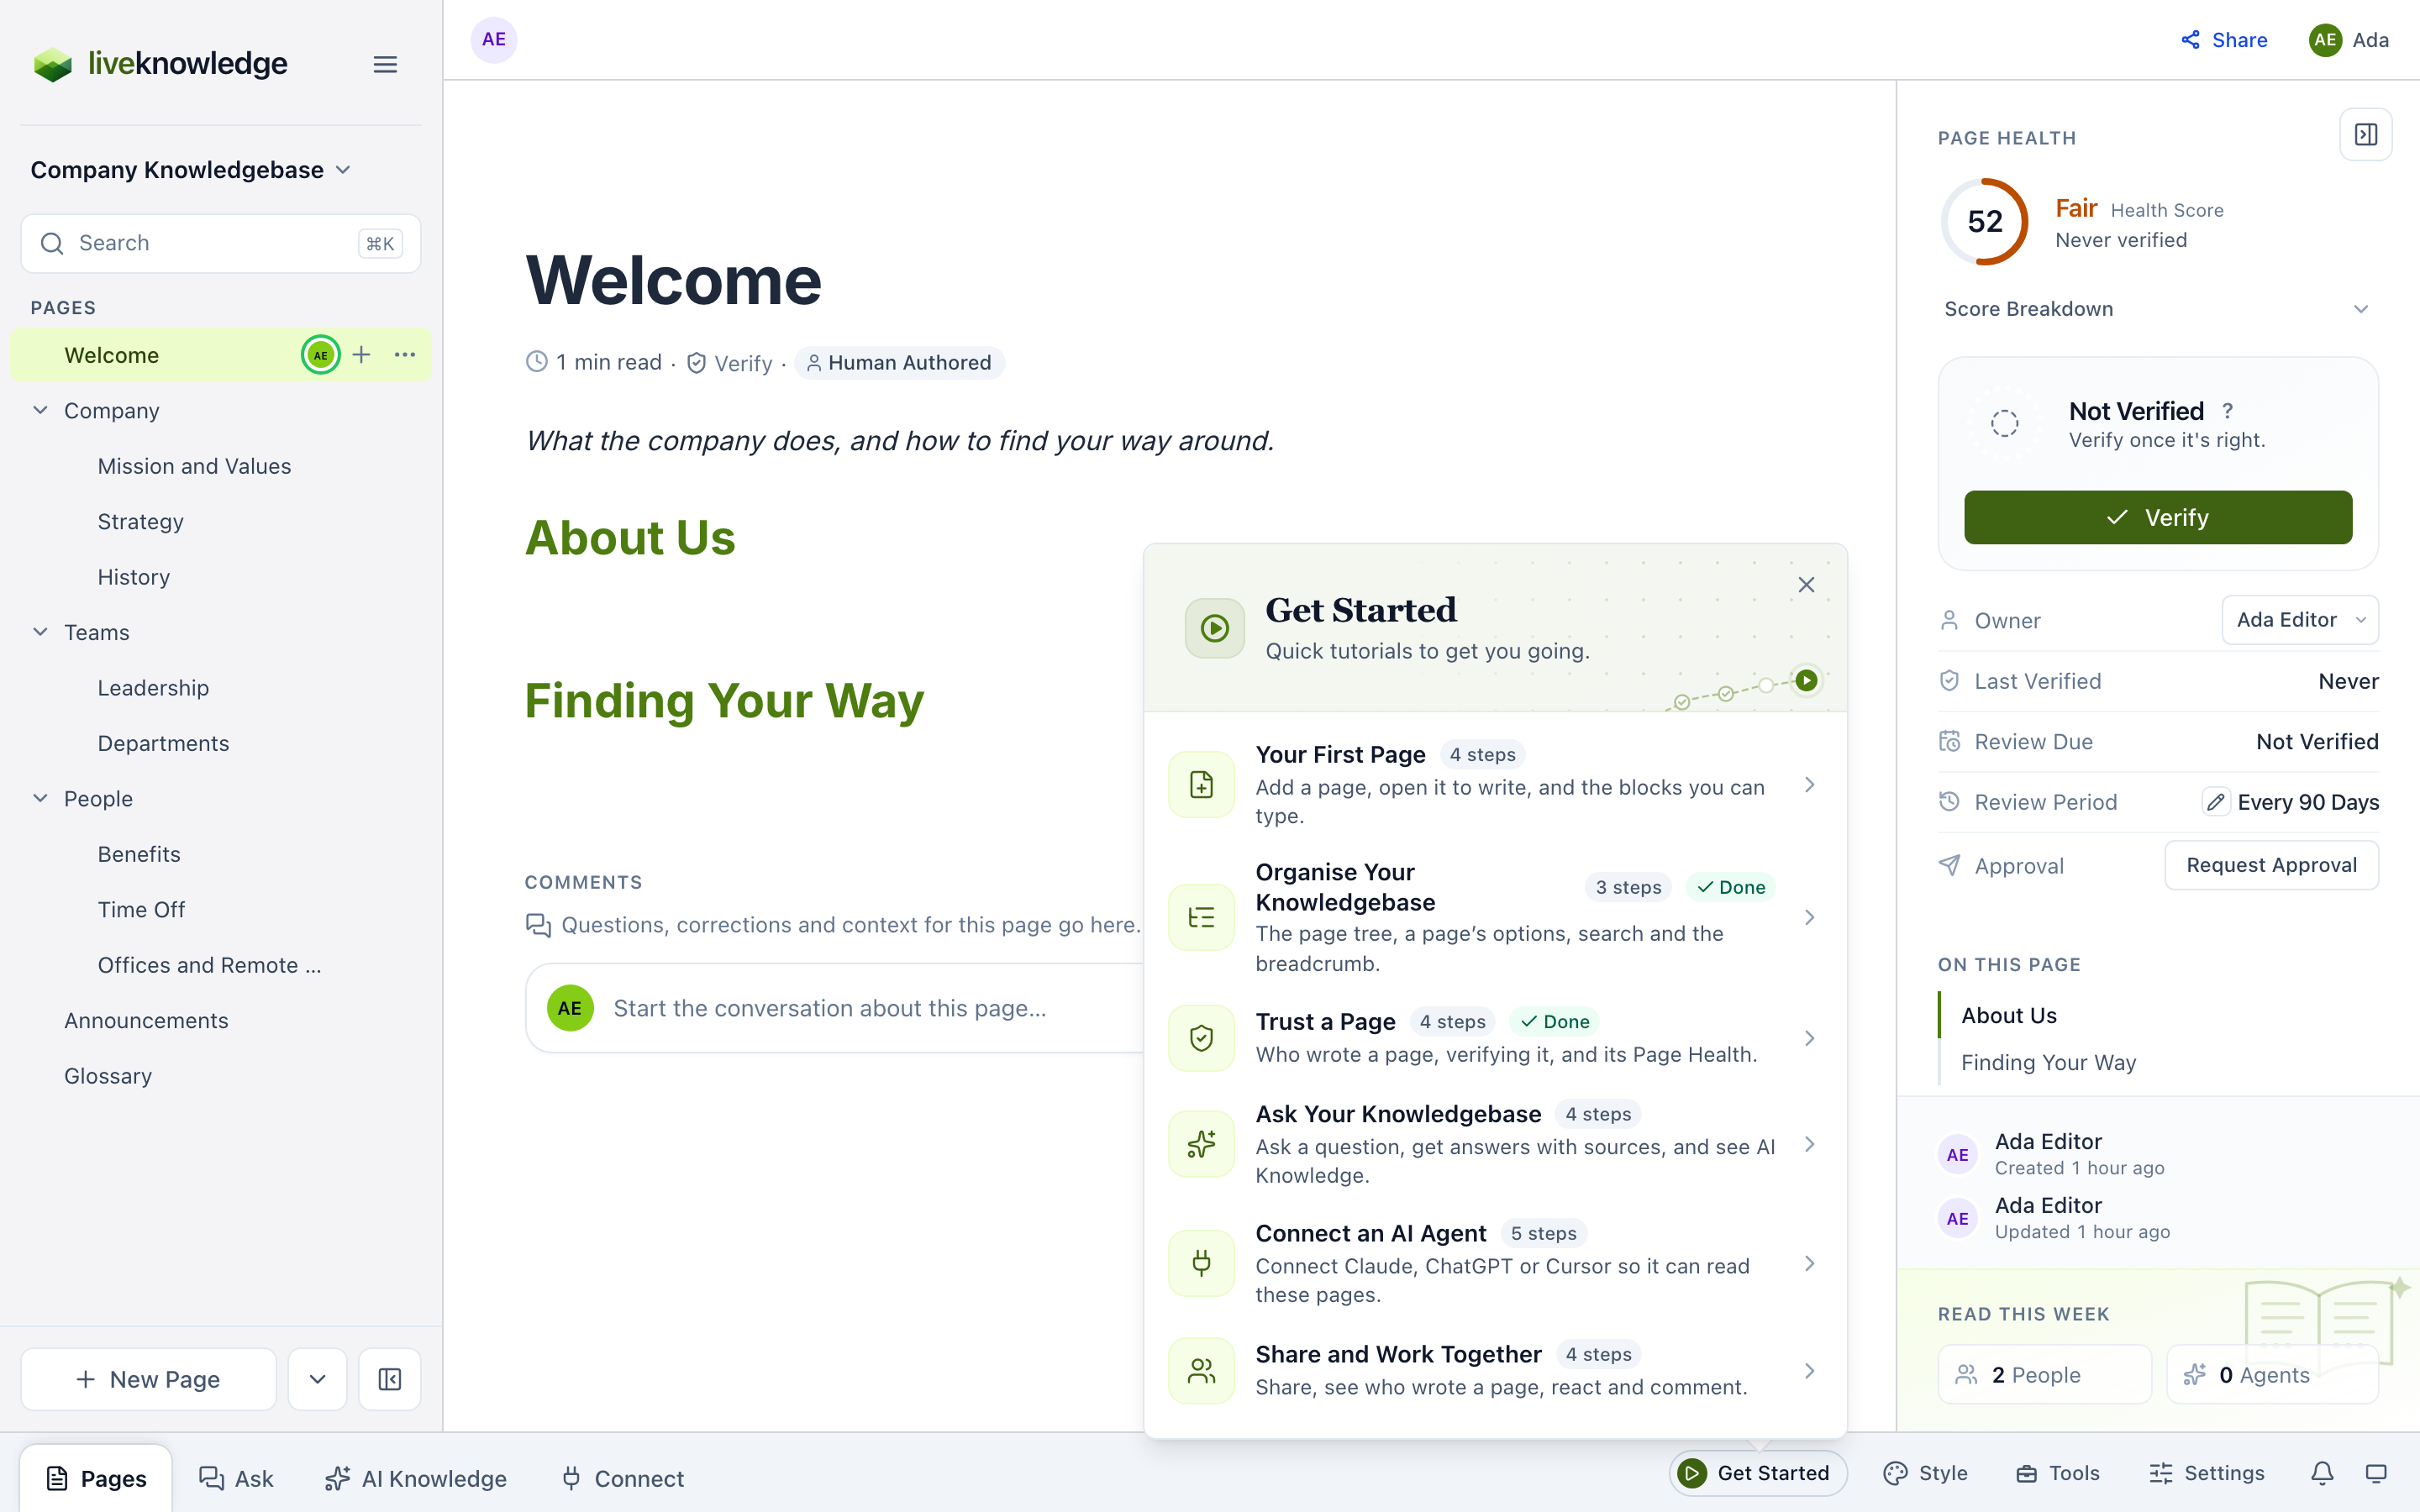 liveknowledge
Company Knowledgebase
Search ⌘K
PAGES
Welcome AE
Company
Mission and Values
Strategy
History
Teams
Leadership
Departments
People
Benefits
Time Off
Offices and Remote ...
Announcements
Glossary
New Page
AE
Share
AE Ada
Welcome
1 min read · Verify · Human Authored
What the company does, and how to find your way around.
About Us
Finding Your Way
COMMENTS
Questions, corrections and context for this page go here.
AE Start the conversation about this page...
Get Started
Quick tutorials to get you going.
Your First Page 4 steps
Add a page, open it to write, and the blocks you can
type.
Organise Your
Knowledgebase
3 steps Done
The page tree, a page’s options, search and the
breadcrumb.
Trust a Page 4 steps Done
Who wrote a page, verifying it, and its Page Health.
Ask Your Knowledgebase 4 steps
Ask a question, get answers with sources, and see AI
Knowledge.
Connect an AI Agent 5 steps
Connect Claude, ChatGPT or Cursor so it can read
these pages.
Share and Work Together 4 steps
Share, see who wrote a page, react and comment.
PAGE HEALTH
52
Fair Health Score
Never verified
Score Breakdown
Not Verified ?
Verify once it's right.
Verify
Owner Ada Editor
Last Verified Never
Review Due Not Verified
Review Period Every 90 Days
Approval Request Approval
ON THIS PAGE
About Us
Finding Your Way
AE Ada Editor
Created 1 hour ago
AE Ada Editor
Updated 1 hour ago
READ THIS WEEK
2 People
0 Agents
Pages
Ask
AI Knowledge
Connect
Get Started
Style
Tools
Settings